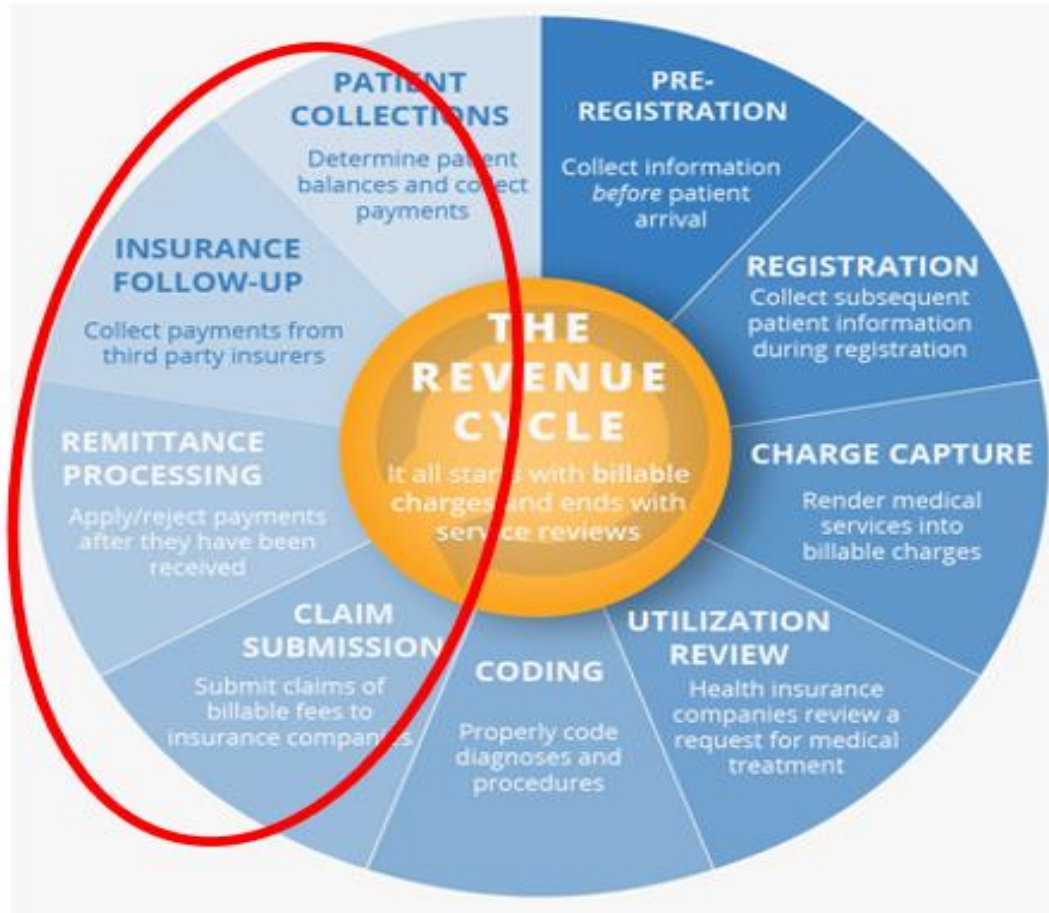 THE
REVENUE
CYCLE
It all starts with billable
charges and ends with
service reviews
PRE-
REGISTRATION
Collect information
before patient
arrival
REGISTRATION
Collect subsequent
patient information
during registration
CHARGE CAPTURE
Render medical
services into
billable charges
UTILIZATION
REVIEW
Health insurance
companies review a
request for medical
treatment
CODING
Properly code
diagnoses and
procedures
CLAIM
SUBMISSION
Submit claims of
billable fees to
insurance companies
REMITTANCE
PROCESSING
Apply/reject payments
after they have been
received
INSURANCE
FOLLOW-UP
Collect payments from
third party insurers
PATIENT
COLLECTIONS
Determine patient
balances and collect
payments